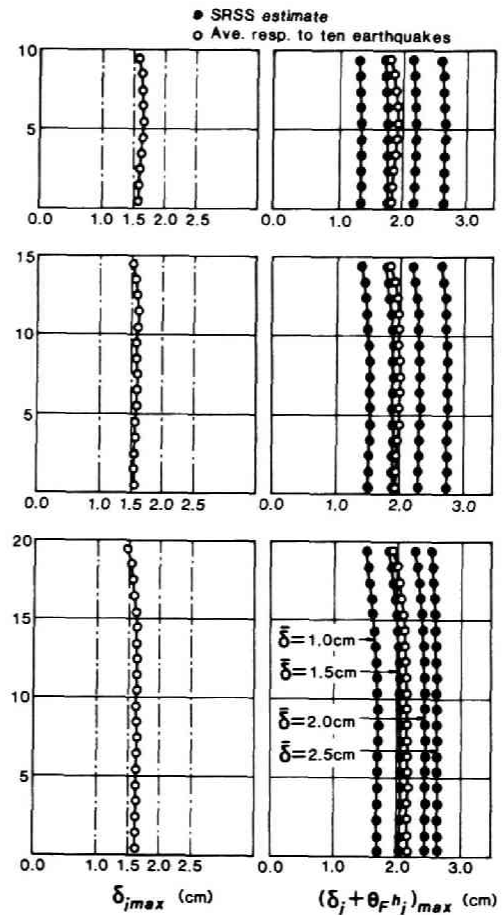 ● SRSS estimate
○ Ave. resp. to ten earthquakes
10
5
0.0 1.0 1.5 2.0 2.5
0.0 1.0 2.0 3.0
15
10
5
0.0 1.0 1.5 2.0 2.5
0.0 1.0 2.0 3.0
20
15
10
5
δ̄=1.0cm
δ̄=1.5cm
δ̄=2.0cm
δ̄=2.5cm
0.0 1.0 1.5 2.0 2.5
0.0 1.0 2.0 3.0
δjmax (cm)
(δj + θF hj)max (cm)